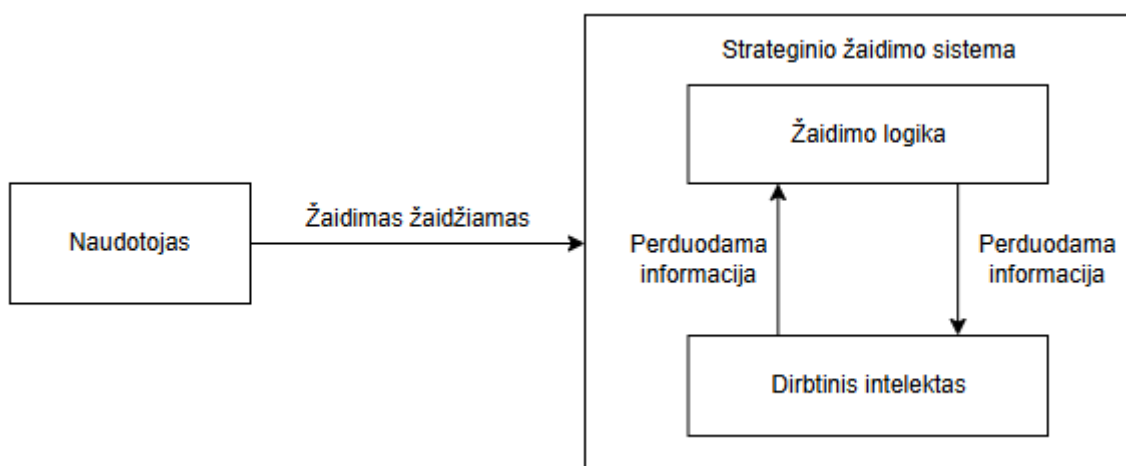 Strateginio žaidimo sistema
Žaidimo logika
Naudotojas
Žaidimas žaidžiamas
Perduodama
informacija
Perduodama
informacija
Dirbtinis intelektas